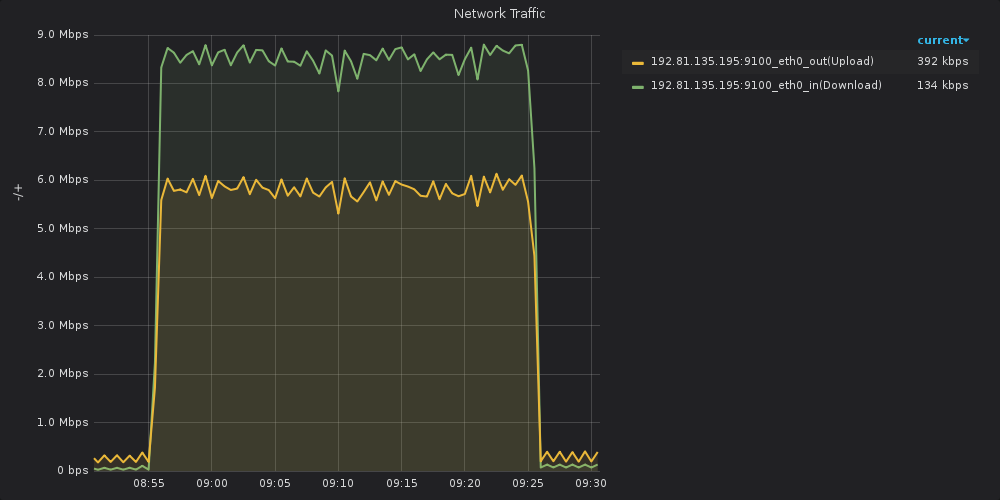 Network Traffic
current
192.81.135.195:9100_eth0_out(Upload) 392 kbps
192.81.135.195:9100_eth0_in(Download) 134 kbps
-/+
9.0 Mbps
8.0 Mbps
7.0 Mbps
6.0 Mbps
5.0 Mbps
4.0 Mbps
3.0 Mbps
2.0 Mbps
1.0 Mbps
0 bps
08:55 09:00 09:05 09:10 09:15 09:20 09:25 09:30